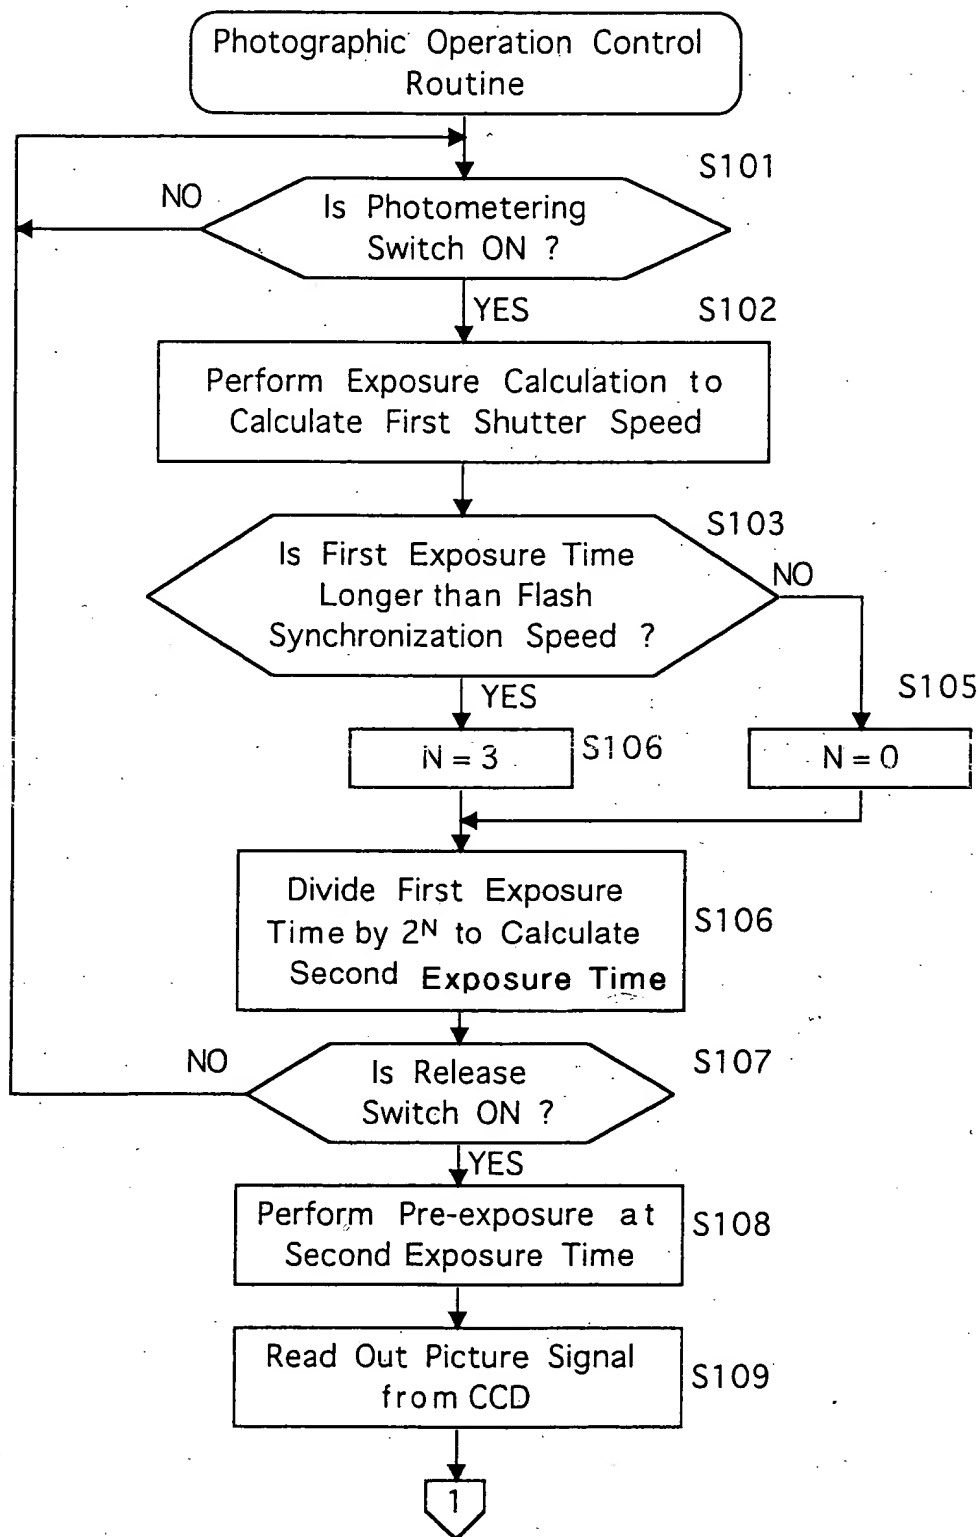 Photographic Operation Control
Routine
S101
NO
Is Photometering
Switch ON ?
YES
S102
Perform Exposure Calculation to
Calculate First Shutter Speed
S103
Is First Exposure Time
Longer than Flash
Synchronization Speed ?
NO
YES
S105
N = 3
S106
N = 0
Divide First Exposure
Time by 2ᴺ to Calculate
Second Exposure Time
S106
NO
Is Release
Switch ON ?
S107
YES
Perform Pre-exposure at
Second Exposure Time
S108
Read Out Picture Signal
from CCD
S109
1